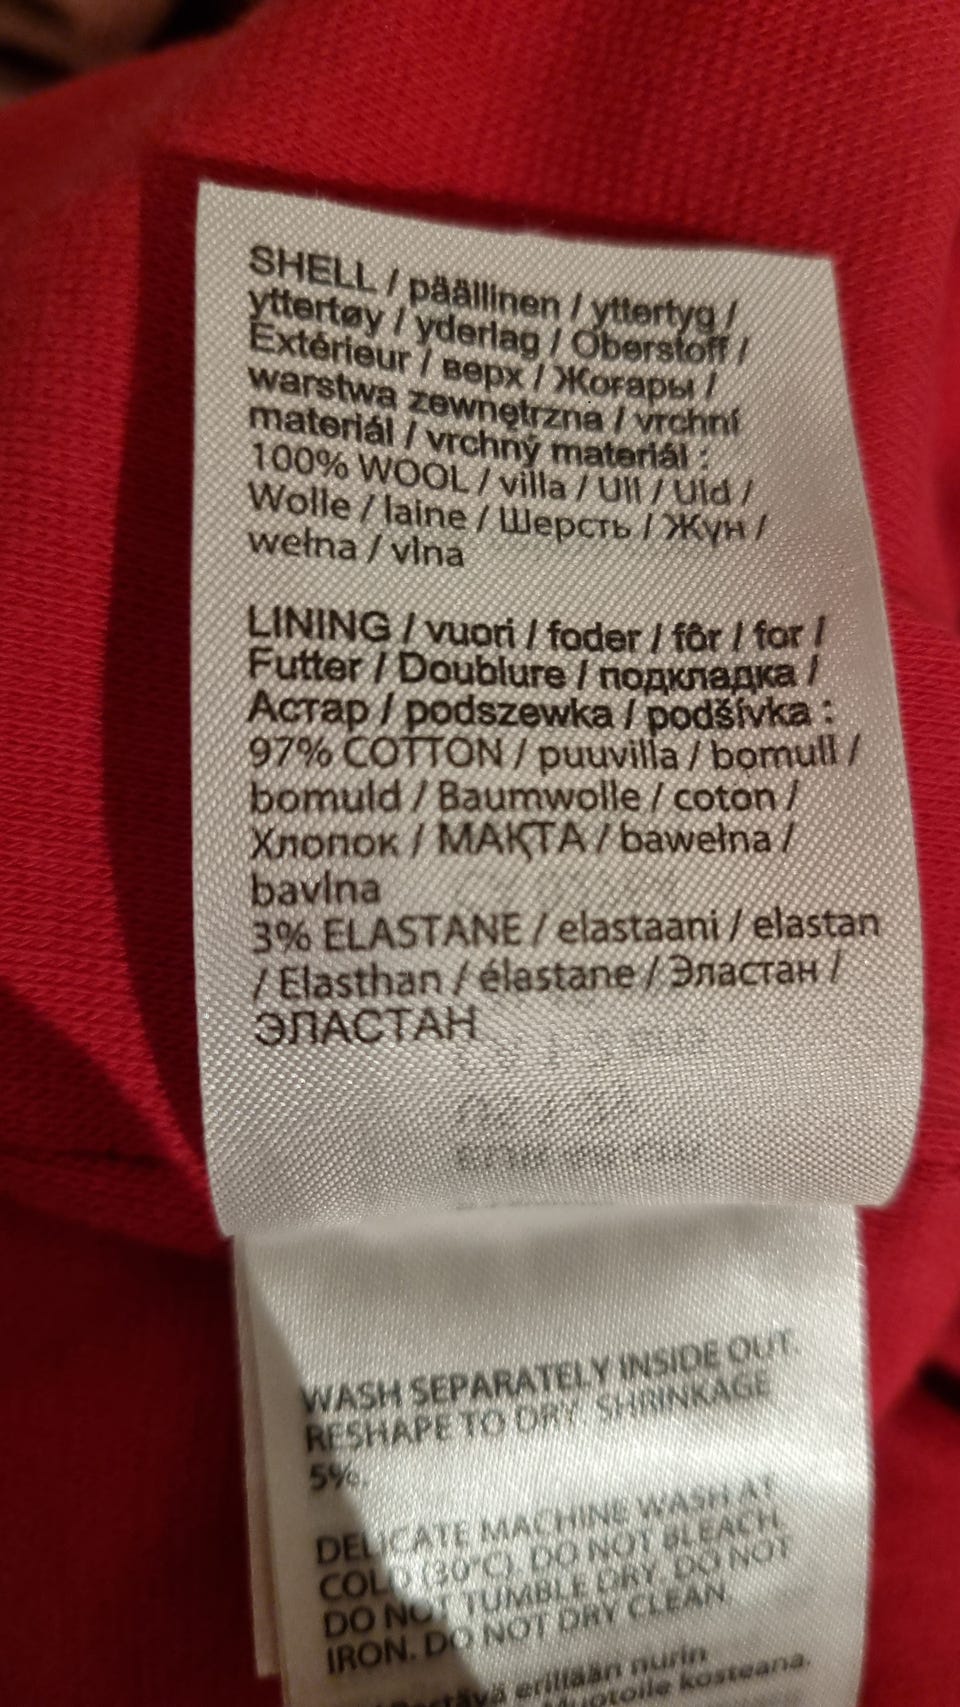 SHELL / päällinen / yttertyg /
yttertøy / yderlag / Oberstoff /
Extérieur / верх / Жоғары /
warstwa zewnętrzna / vrchní
materiál / vrchný materiál :
100% WOOL / villa / Ull / Uld /
Wolle / laine / Шерсть / Жүн /
wełna / vlna
LINING / vuori / foder / fôr / for /
Futter / Doublure / подкладка /
Астар / podszewka / podšívka :
97% COTTON / puuvilla / bomull /
bomuld / Baumwolle / coton /
Хлопок / МАҚТА / bawełna /
bavlna
3% ELASTANE / elastaani / elastan
/ Elasthan / élastane / Эластан /
ЭЛАСТАН
WASH SEPARATELY INSIDE OUT.
RESHAPE TO DRY. SHRINKAGE
5%.
DELICATE MACHINE WASH AT
COLD (30°C). DO NOT BLEACH.
DO NOT TUMBLE DRY. DO NOT
IRON. DO NOT DRY CLEAN.
erillään nurin
Muotoile kosteana.